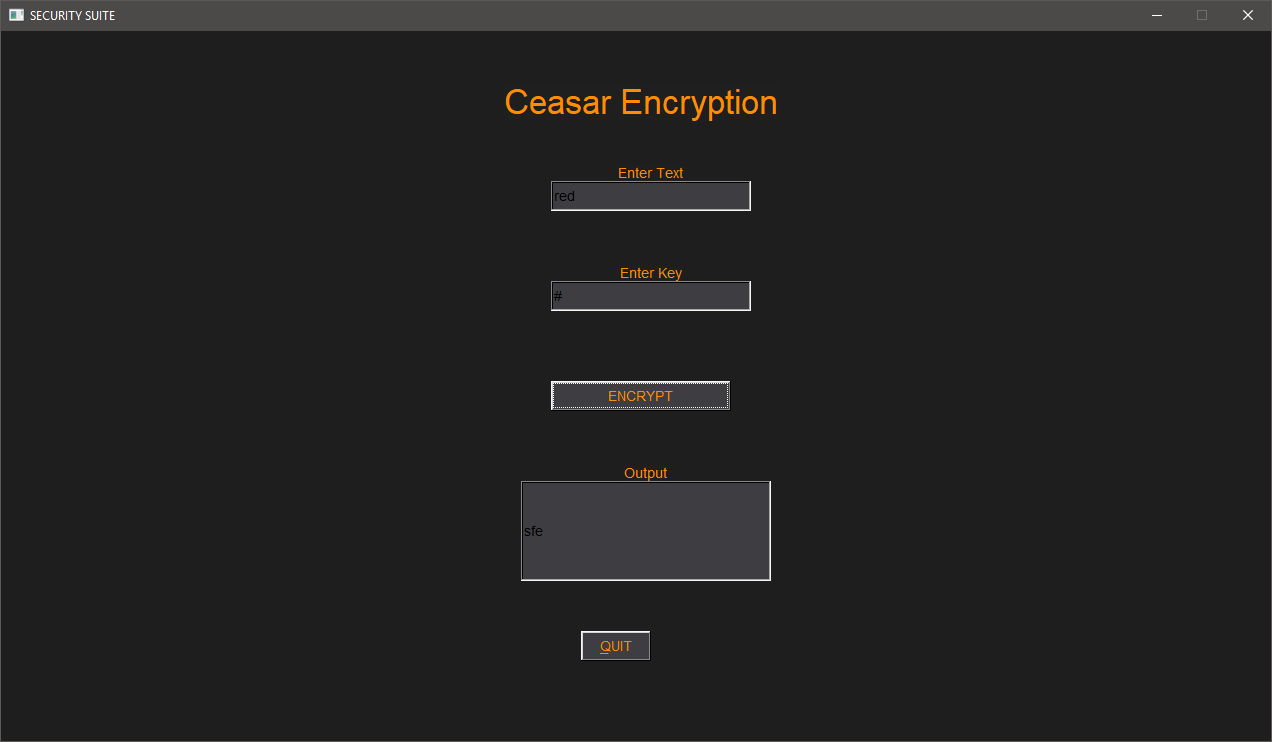 SECURITY SUITE
Ceasar Encryption
Enter Text
red
Enter Key
#
ENCRYPT
Output
sfe
QUIT